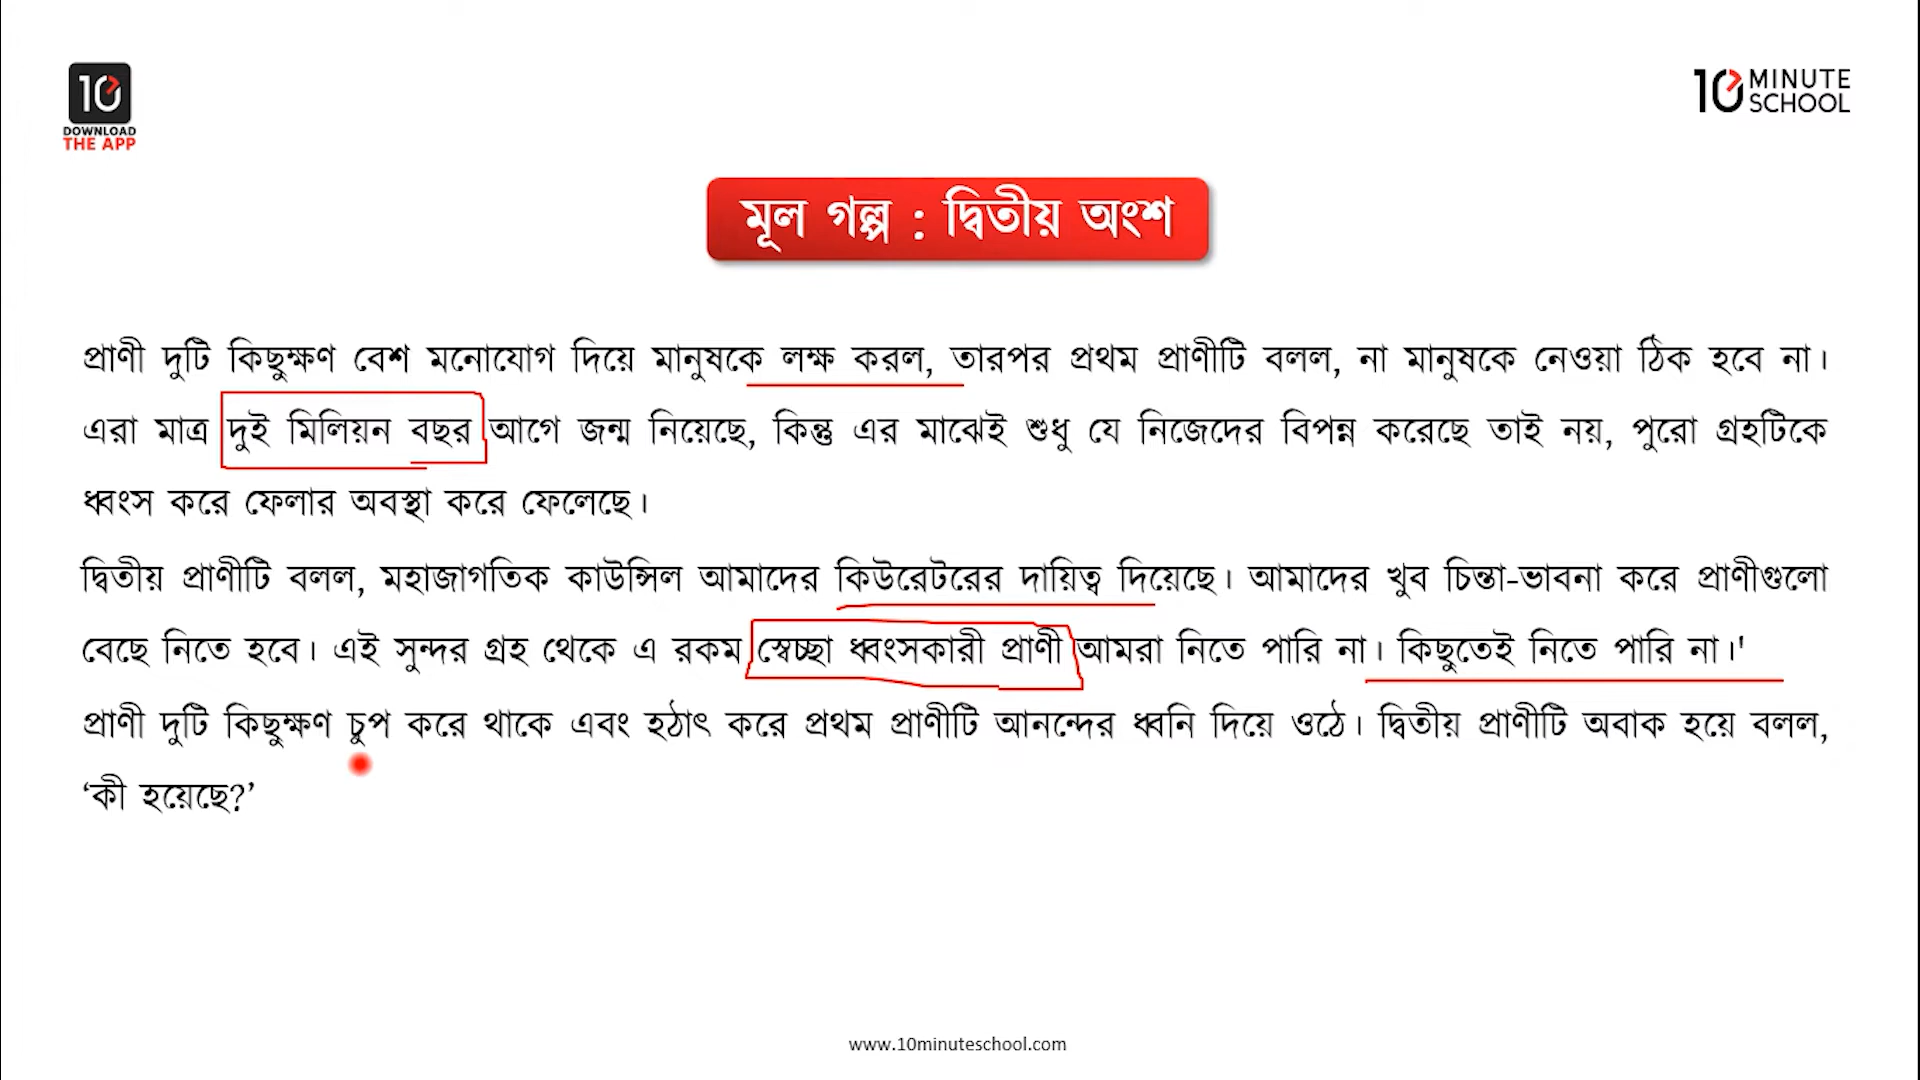 10
DOWNLOAD
THE APP
10 MINUTE
SCHOOL
মূল গল্প : দ্বিতীয় অংশ
প্রাণী দুটি কিছুক্ষণ বেশ মনোযোগ দিয়ে মানুষকে লক্ষ করল, তারপর প্রথম প্রাণীটি বলল, না মানুষকে নেওয়া ঠিক হবে না।
এরা মাত্র দুই মিলিয়ন বছর আগে জন্ম নিয়েছে, কিন্তু এর মাঝেই শুধু যে নিজেদের বিপন্ন করেছে তাই নয়, পুরো গ্রহটিকে
ধ্বংস করে ফেলার অবস্থা করে ফেলেছে।
দ্বিতীয় প্রাণীটি বলল, মহাজাগতিক কাউন্সিল আমাদের কিউরেটরের দায়িত্ব দিয়েছে। আমাদের খুব চিন্তা-ভাবনা করে প্রাণীগুলো
বেছে নিতে হবে। এই সুন্দর গ্রহ থেকে এ রকম স্বেচ্ছা ধ্বংসকারী প্রাণী আমরা নিতে পারি না। কিছুতেই নিতে পারি না।'
প্রাণী দুটি কিছুক্ষণ চুপ করে থাকে এবং হঠাৎ করে প্রথম প্রাণীটি আনন্দের ধ্বনি দিয়ে ওঠে। দ্বিতীয় প্রাণীটি অবাক হয়ে বলল,
‘কী হয়েছে?’
www.10minuteschool.com